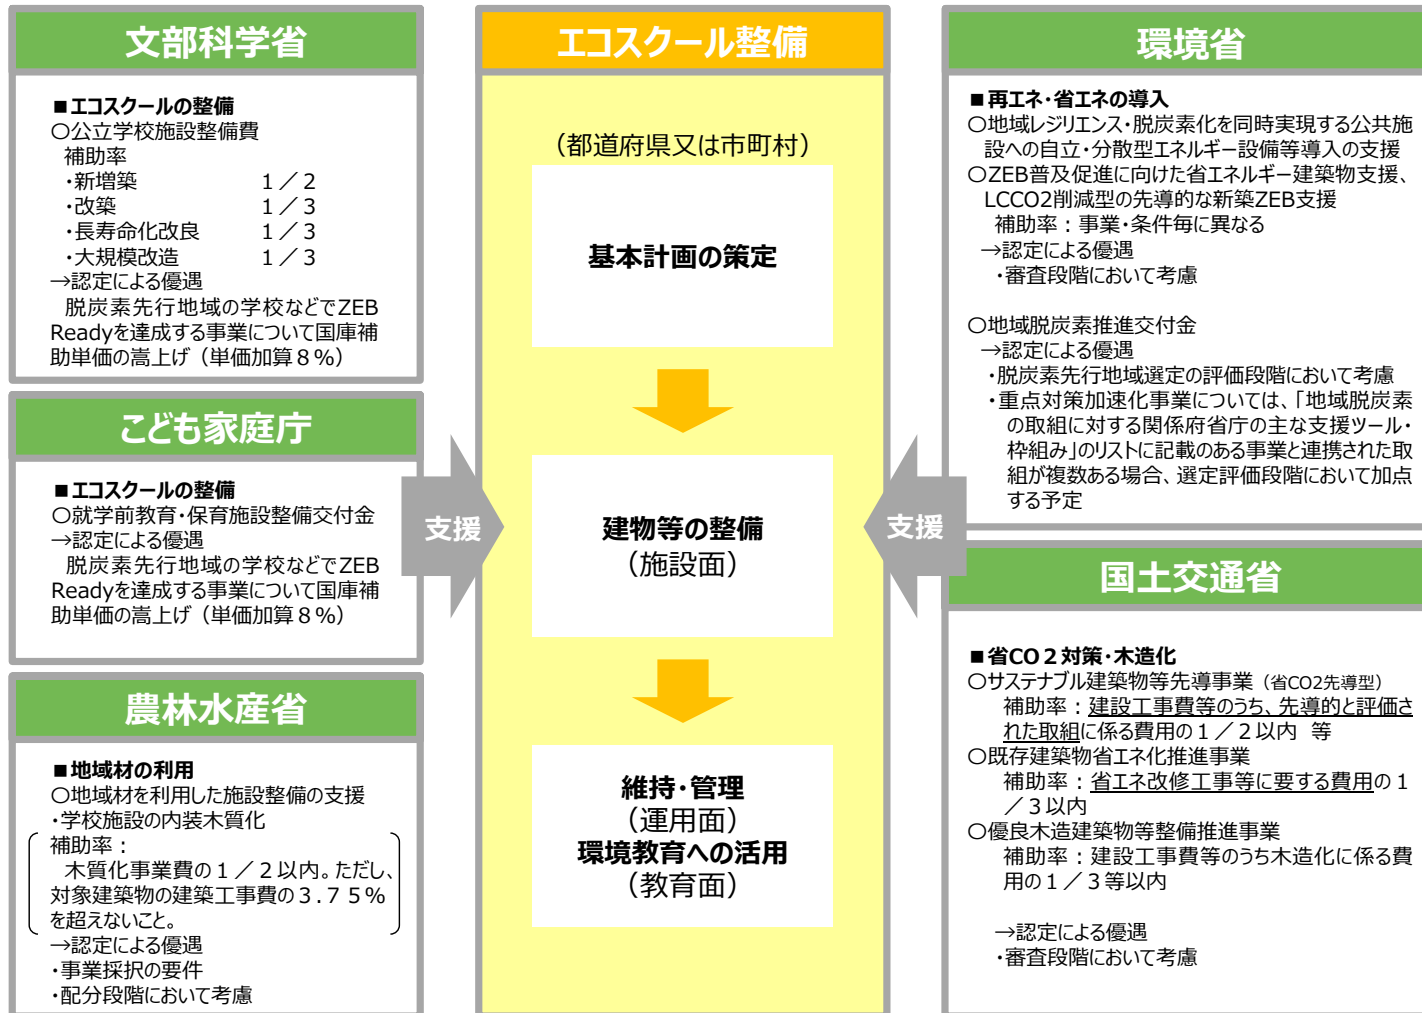 文部科学省
■エコスクールの整備
〇公立学校施設整備費
補助率
・新増築 1／2
・改築 1／3
・長寿命化改良 1／3
・大規模改造 1／3
→認定による優遇
脱炭素先行地域の学校などでZEB
Readyを達成する事業について国庫補
助単価の嵩上げ（単価加算８％）
こども家庭庁
■エコスクールの整備
〇就学前教育・保育施設整備交付金
→認定による優遇
脱炭素先行地域の学校などでZEB
Readyを達成する事業について国庫補
助単価の嵩上げ（単価加算８％）
農林水産省
■地域材の利用
〇地域材を利用した施設整備の支援
・学校施設の内装木質化
補助率：
木質化事業費の１／２以内。ただし、
対象建築物の建築工事費の３.７５％
を超えないこと。
→認定による優遇
・事業採択の要件
・配分段階において考慮
支援
エコスクール整備
（都道府県又は市町村）
基本計画の策定
建物等の整備
（施設面）
維持・管理
（運用面）
環境教育への活用
（教育面）
支援
環境省
■再エネ・省エネの導入
〇地域レジリエンス・脱炭素化を同時実現する公共施
設への自立・分散型エネルギー設備等導入の支援
〇ZEB普及促進に向けた省エネルギー建築物支援、
LCCO2削減型の先導的な新築ZEB支援
補助率：事業・条件毎に異なる
→認定による優遇
・審査段階において考慮
〇地域脱炭素推進交付金
→認定による優遇
・脱炭素先行地域選定の評価段階において考慮
・重点対策加速化事業については、「地域脱炭素
の取組に対する関係府省庁の主な支援ツール・
枠組み」のリストに記載のある事業と連携された取
組が複数ある場合、選定評価段階において加点
する予定
国土交通省
■省CO２対策・木造化
〇サステナブル建築物等先導事業（省CO2先導型）
補助率：建設工事費等のうち、先導的と評価さ
れた取組に係る費用の１／２以内 等
〇既存建築物省エネ化推進事業
補助率：省エネ改修工事等に要する費用の１
／３以内
〇優良木造建築物等整備推進事業
補助率：建設工事費等のうち木造化に係る費
用の１／３等以内
→認定による優遇
・審査段階において考慮